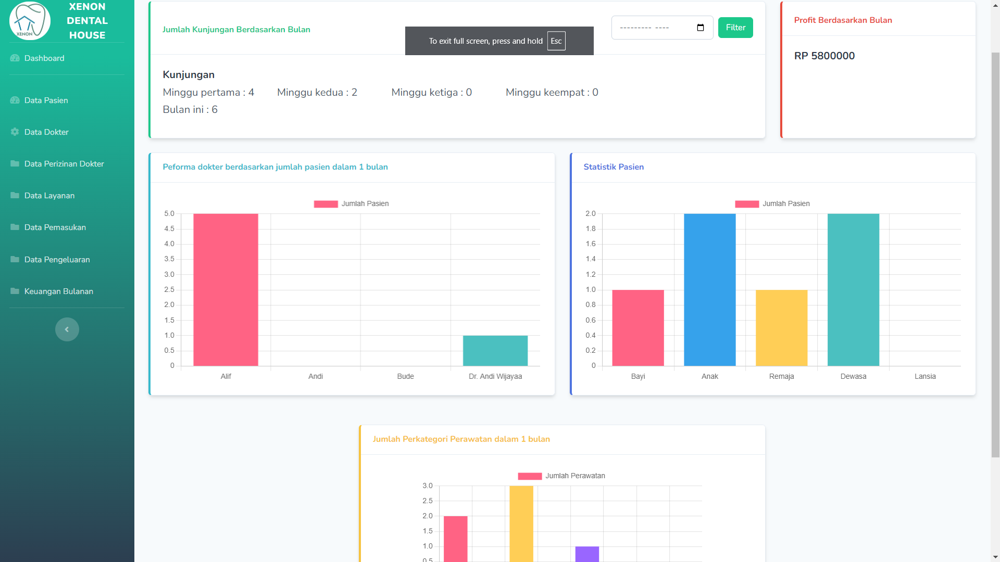 XENON
DENTAL
HOUSE
XENON
Dashboard
Data Pasien
Data Dokter
Data Perizinan Dokter
Data Layanan
Data Pemasukan
Data Pengeluaran
Keuangan Bulanan
Jumlah Kunjungan Berdasarkan Bulan
--------- ----
Filter
To exit full screen, press and hold Esc
Kunjungan
Minggu pertama : 4 Minggu kedua : 2 Minggu ketiga : 0 Minggu keempat : 0
Bulan ini : 6
Profit Berdasarkan Bulan
RP 5800000
Peforma dokter berdasarkan jumlah pasien dalam 1 bulan
Jumlah Pasien
5.0
4.5
4.0
3.5
3.0
2.5
2.0
1.5
1.0
0.5
0
Alif Andi Bude Dr. Andi Wijayaa
Statistik Pasien
Jumlah Pasien
2.0
1.8
1.6
1.4
1.2
1.0
0.8
0.6
0.4
0.2
0
Bayi Anak Remaja Dewasa Lansia
Jumlah Perkategori Perawatan dalam 1 bulan
Jumlah Perawatan
3.0
2.5
2.0
1.5
1.0
0.5